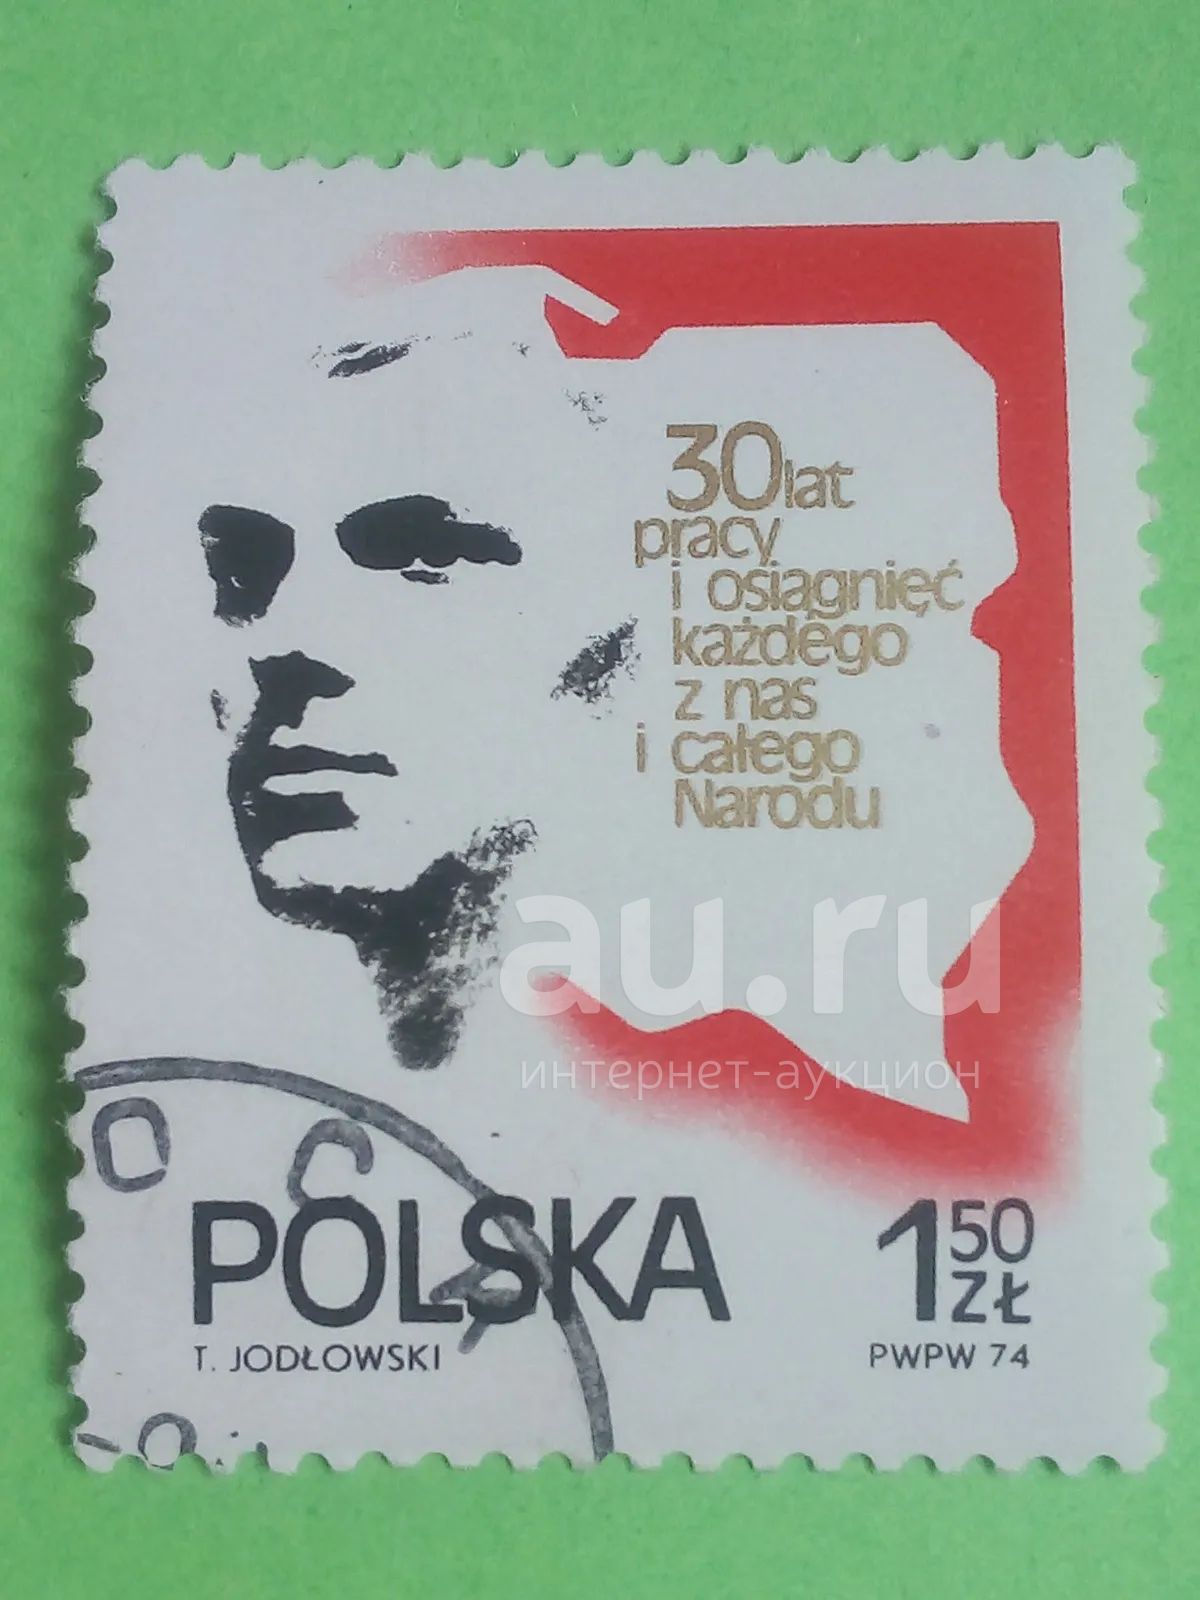 30 lat
pracy
i osiągnięć
każdego
z nas
i całego
Narodu
au.ru
интернет-аукцион
POLSKA
1 50 ZŁ
T. JODŁOWSKI
PWPW 74